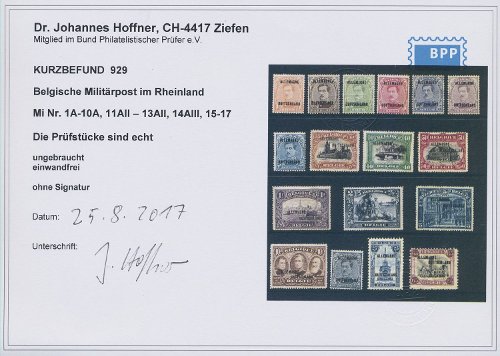 Dr. Johannes Hoffner, CH-4417 Ziefen
Mitglied im Bund Philatelistischer Prüfer e.V.
BPP
KURZBEFUND 929
Belgische Militärpost im Rheinland
Mi Nr. 1A-10A, 11AII – 13AII, 14AIII, 15-17
Die Prüfstücke sind echt
ungebraucht
einwandfrei
ohne Signatur
Datum: 25.8.2017
Unterschrift: J. Hoffner